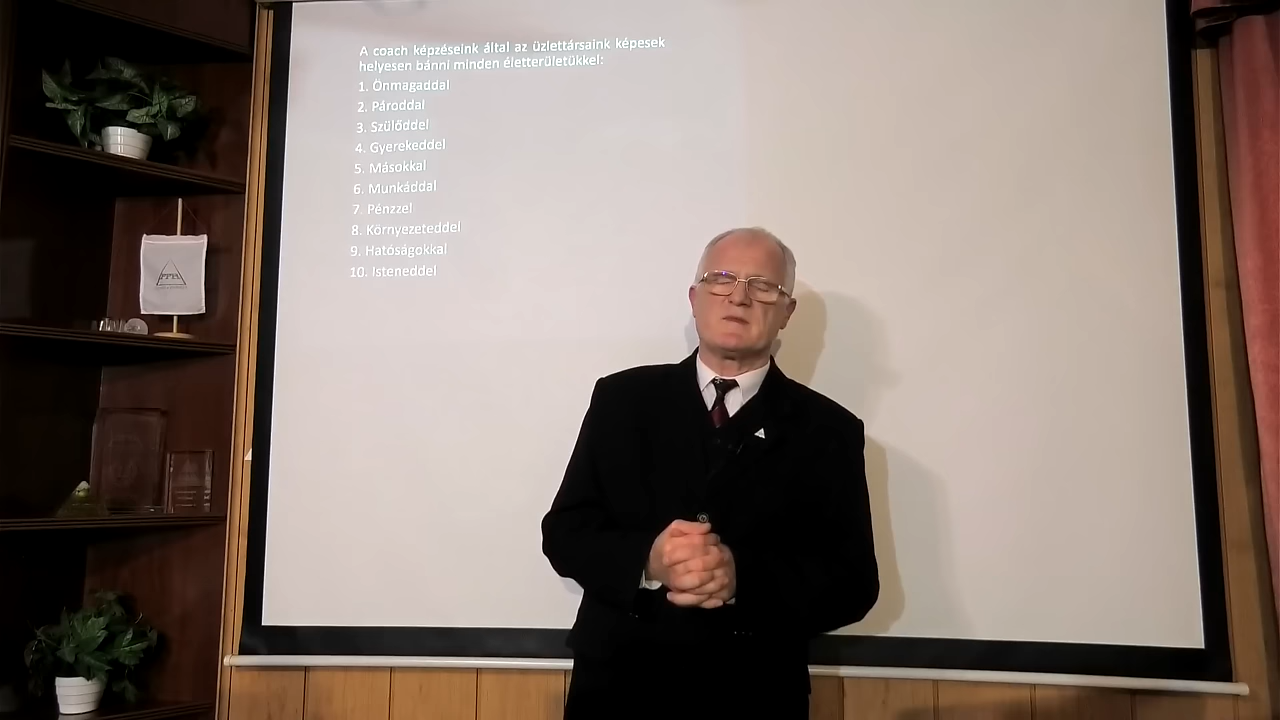 A coach képzéseink által az üzlettársaink képesek
helyesen bánni minden életterületükkel:
1. Önmagaddal
2. Pároddal
3. Szülőddel
4. Gyerekeddel
5. Másokkal
6. Munkáddal
7. Pénzzel
8. Környezeteddel
9. Hatóságokkal
10. Isteneddel